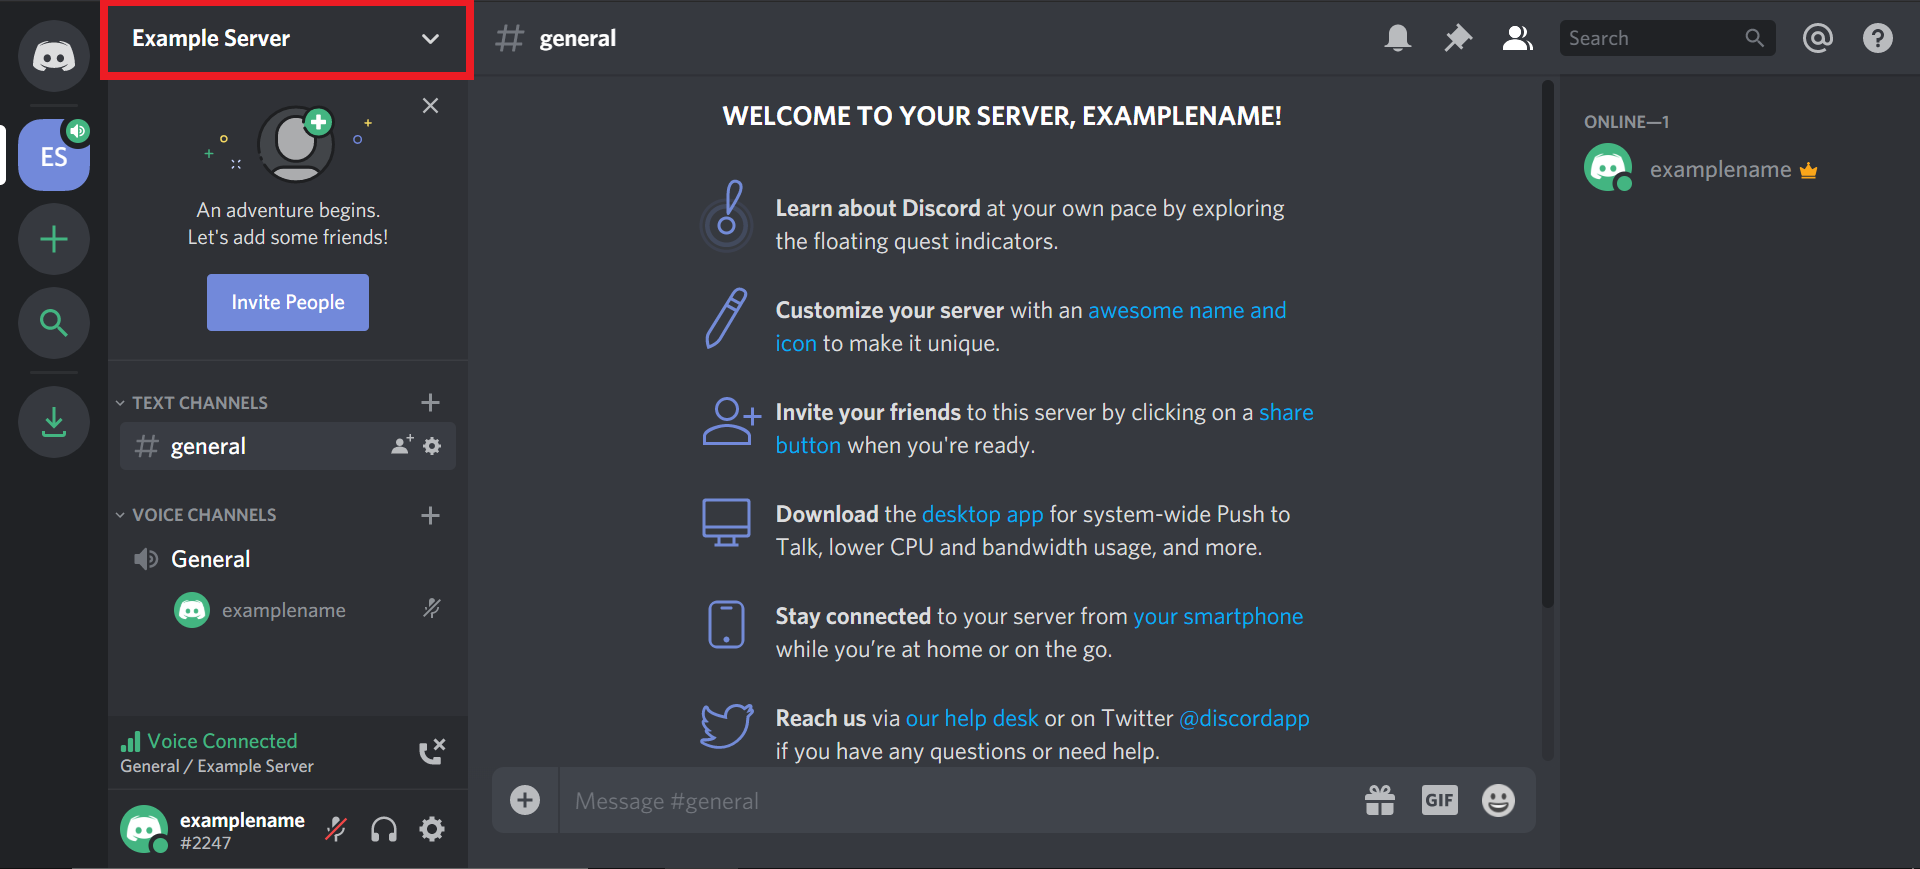 Example Server
ES
An adventure begins.
Let's add some friends!
Invite People
TEXT CHANNELS
general
VOICE CHANNELS
General
examplename
Voice Connected
General / Example Server
examplename
#2247
# general
Search
WELCOME TO YOUR SERVER, EXAMPLENAME!
Learn about Discord at your own pace by exploring
the floating quest indicators.
Customize your server with an awesome name and
icon to make it unique.
Invite your friends to this server by clicking on a share
button when you're ready.
Download the desktop app for system-wide Push to
Talk, lower CPU and bandwidth usage, and more.
Stay connected to your server from your smartphone
while you’re at home or on the go.
Reach us via our help desk or on Twitter @discordapp
if you have any questions or need help.
Message #general
GIF
ONLINE—1
examplename